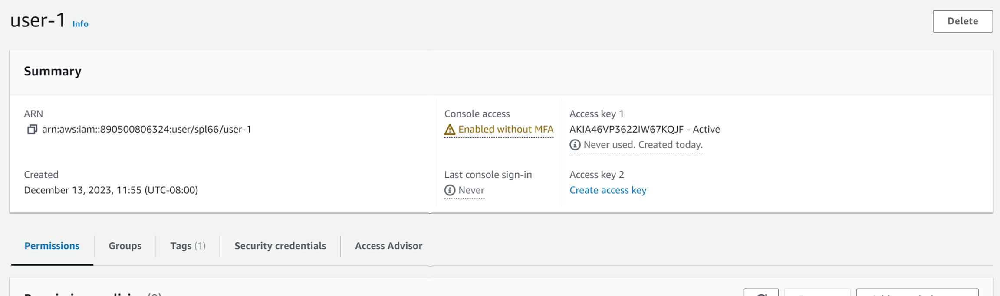 user-1 Info
Delete
Summary
ARN
arn:aws:iam::890500806324:user/spl66/user-1
Console access
Enabled without MFA
Access key 1
AKIA46VP3622IW67KQJF - Active
Never used. Created today.
Created
December 13, 2023, 11:55 (UTC-08:00)
Last console sign-in
Never
Access key 2
Create access key
Permissions
Groups
Tags (1)
Security credentials
Access Advisor